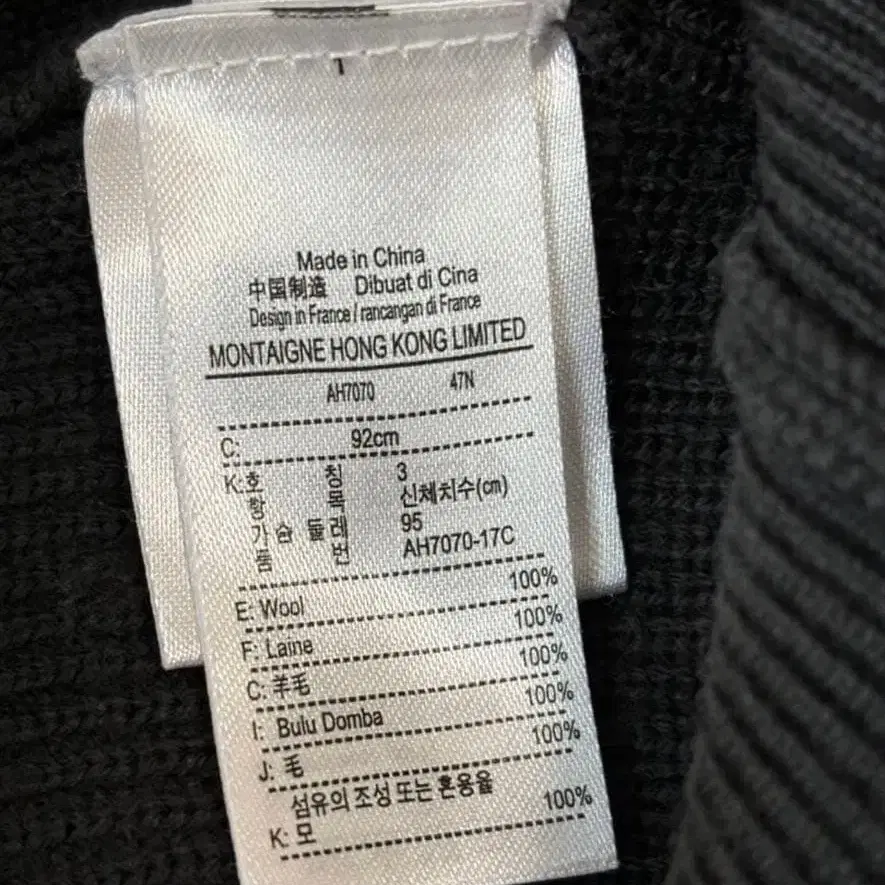 1
Made in China
中国制造 Dibuat di Cina
Design in France / rancangan di France
MONTAIGNE HONG KONG LIMITED
AH7070 47N
C: 92cm
K:호 칭 3
항 목 신체치수(cm)
가 슴 둘 레 95
품 번 AH7070-17C
E: Wool 100%
F: Laine 100%
C: 羊毛 100%
I: Bulu Domba 100%
J: 毛 100%
섬유의 조성 또는 혼용율
K: 모 100%